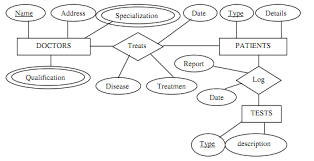 Name
Address
Specialization
Date
Type
Details
DOCTORS
Treats
PATIENTS
Qualification
Disease
Treatmen
Report
Log
Date
TESTS
Type
description